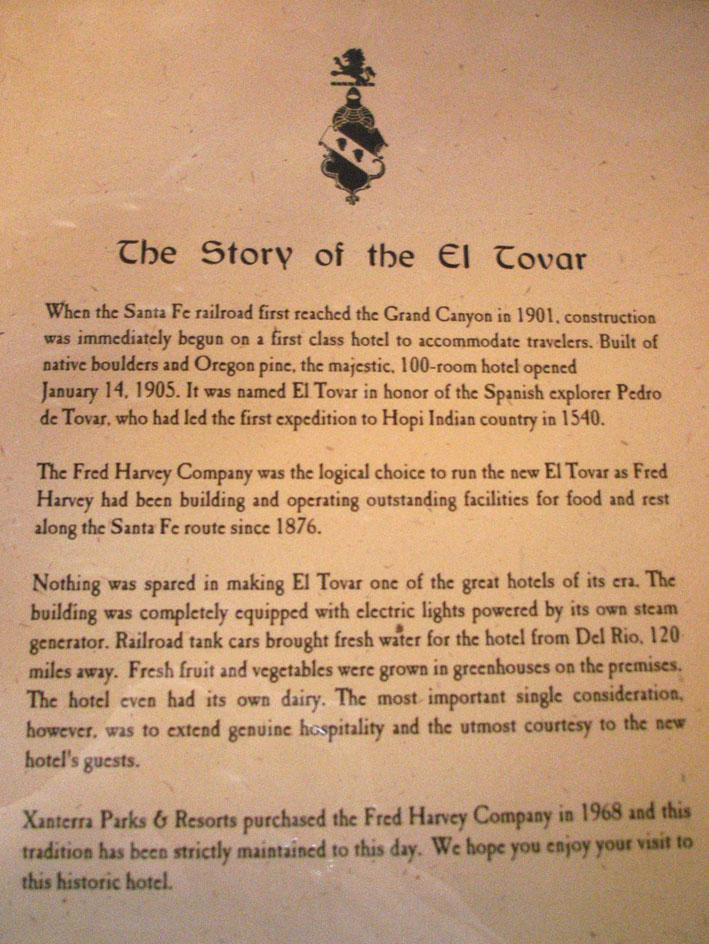 The Story of the El Tovar
When the Santa Fe railroad first reached the Grand Canyon in 1901, construction
was immediately begun on a first class hotel to accommodate travelers. Built of
native boulders and Oregon pine, the majestic, 100-room hotel opened
January 14, 1905. It was named El Tovar in honor of the Spanish explorer Pedro
de Tovar, who had led the first expedition to Hopi Indian country in 1540.
The Fred Harvey Company was the logical choice to run the new El Tovar as Fred
Harvey had been building and operating outstanding facilities for food and rest
along the Santa Fe route since 1876.
Nothing was spared in making El Tovar one of the great hotels of its era. The
building was completely equipped with electric lights powered by its own steam
generator. Railroad tank cars brought fresh water for the hotel from Del Rio, 120
miles away. Fresh fruit and vegetables were grown in greenhouses on the premises.
The hotel even had its own dairy. The most important single consideration,
however, was to extend genuine hospitality and the utmost courtesy to the new
hotel's guests.
Xanterra Parks & Resorts purchased the Fred Harvey Company in 1968 and this
tradition has been strictly maintained to this day. We hope you enjoy your visit to
this historic hotel.